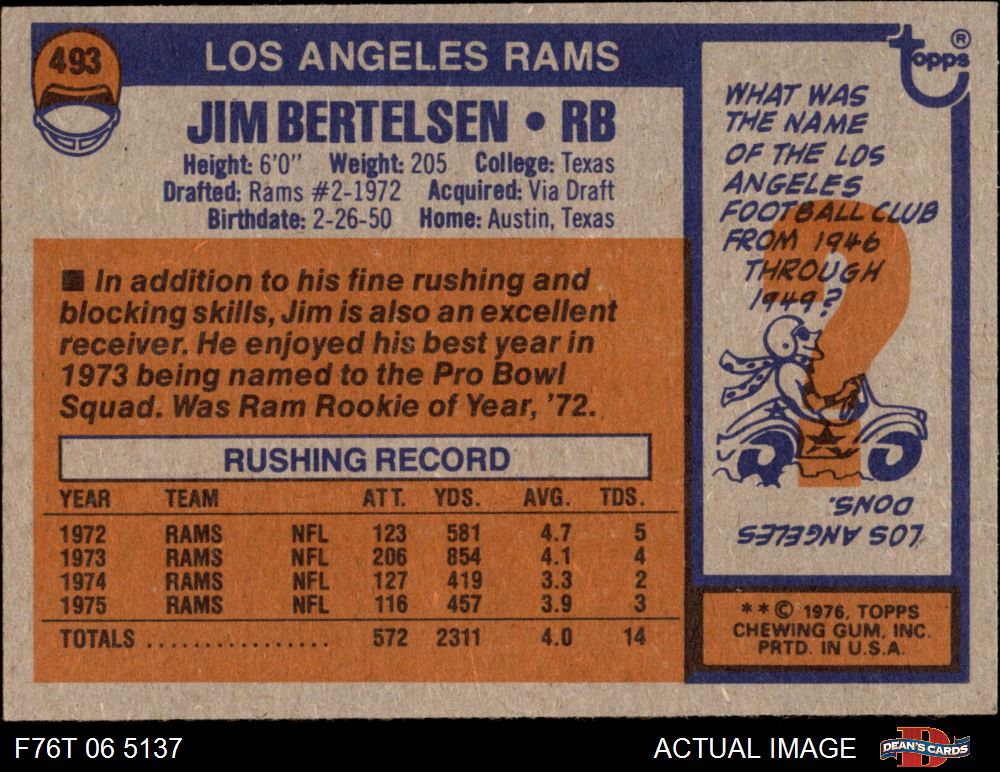 493
LOS ANGELES RAMS
topps®
JIM BERTELSEN • RB
Height: 6'0" Weight: 205 College: Texas
Drafted: Rams #2-1972 Acquired: Via Draft
Birthdate: 2-26-50 Home: Austin, Texas
■ In addition to his fine rushing and
blocking skills, Jim is also an excellent
receiver. He enjoyed his best year in
1973 being named to the Pro Bowl
Squad. Was Ram Rookie of Year, '72.
RUSHING RECORD
YEAR TEAM ATT. YDS. AVG. TDS.
1972 RAMS NFL 123 581 4.7 5
1973 RAMS NFL 206 854 4.1 4
1974 RAMS NFL 127 419 3.3 2
1975 RAMS NFL 116 457 3.9 3
TOTALS ................ 572 2311 4.0 14
WHAT WAS
THE NAME
OF THE LOS
ANGELES
FOOTBALL CLUB
FROM 1946
THROUGH
1949?
LOS ANGELES
DONS.
**© 1976, TOPPS
CHEWING GUM, INC.
PRTD. IN U.S.A.
F76T 06 5137
ACTUAL IMAGE
DEAN'S CARDS